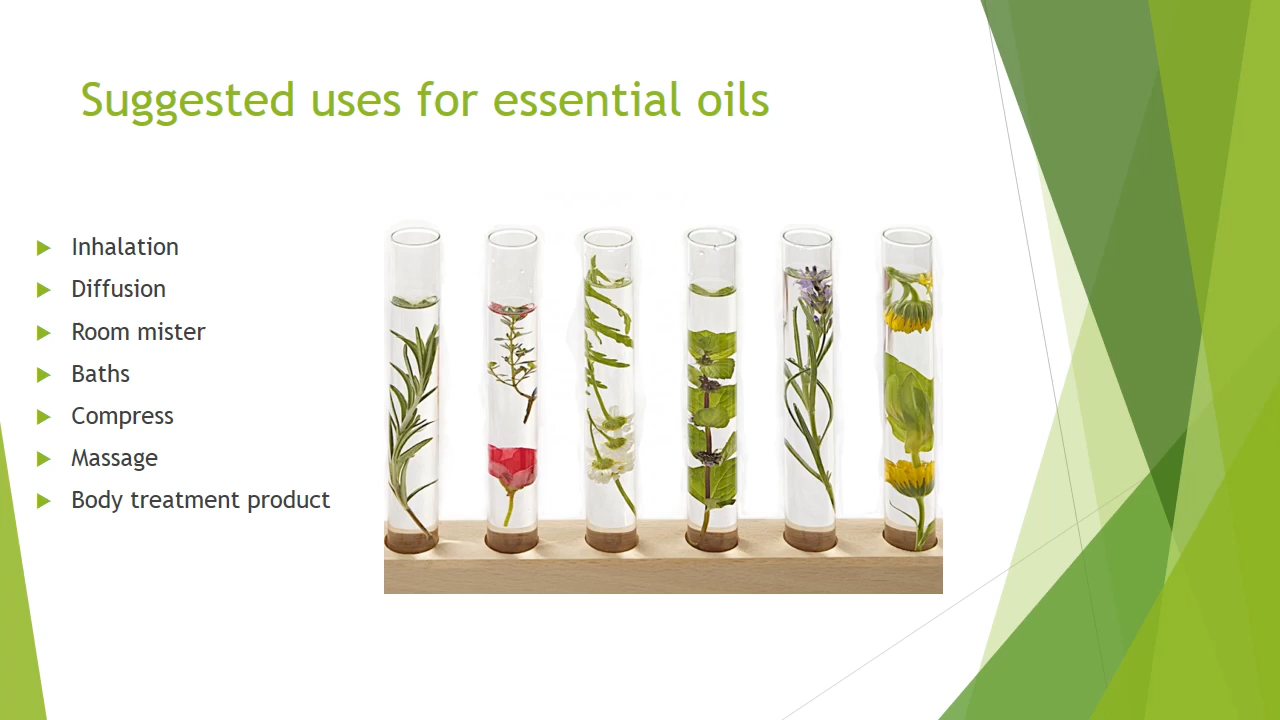 Suggested uses for essential oils
Inhalation
Diffusion
Room mister
Baths
Compress
Massage
Body treatment product